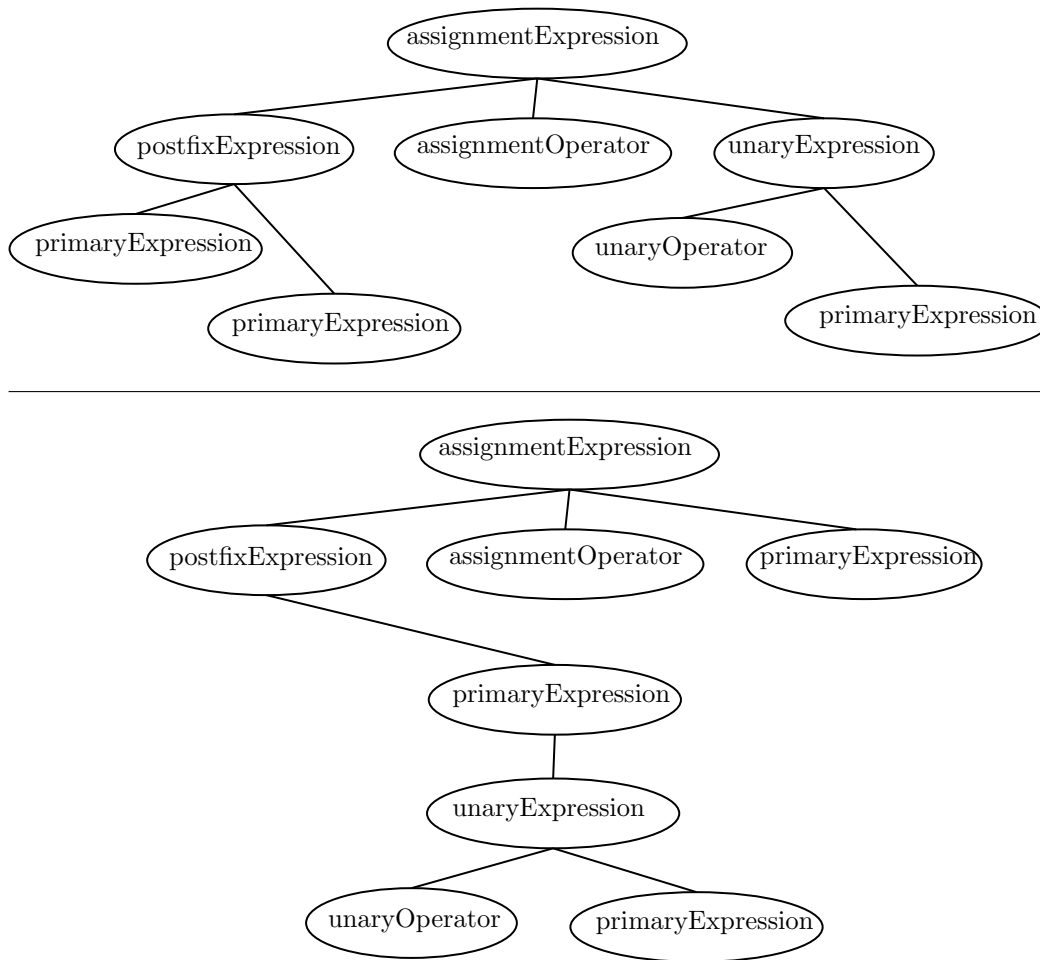 assignmentExpression
postfixExpression assignmentOperator unaryExpression
primaryExpression unaryOperator
primaryExpression primaryExpression
assignmentExpression
postfixExpression assignmentOperator primaryExpression
primaryExpression
unaryExpression
unaryOperator primaryExpression